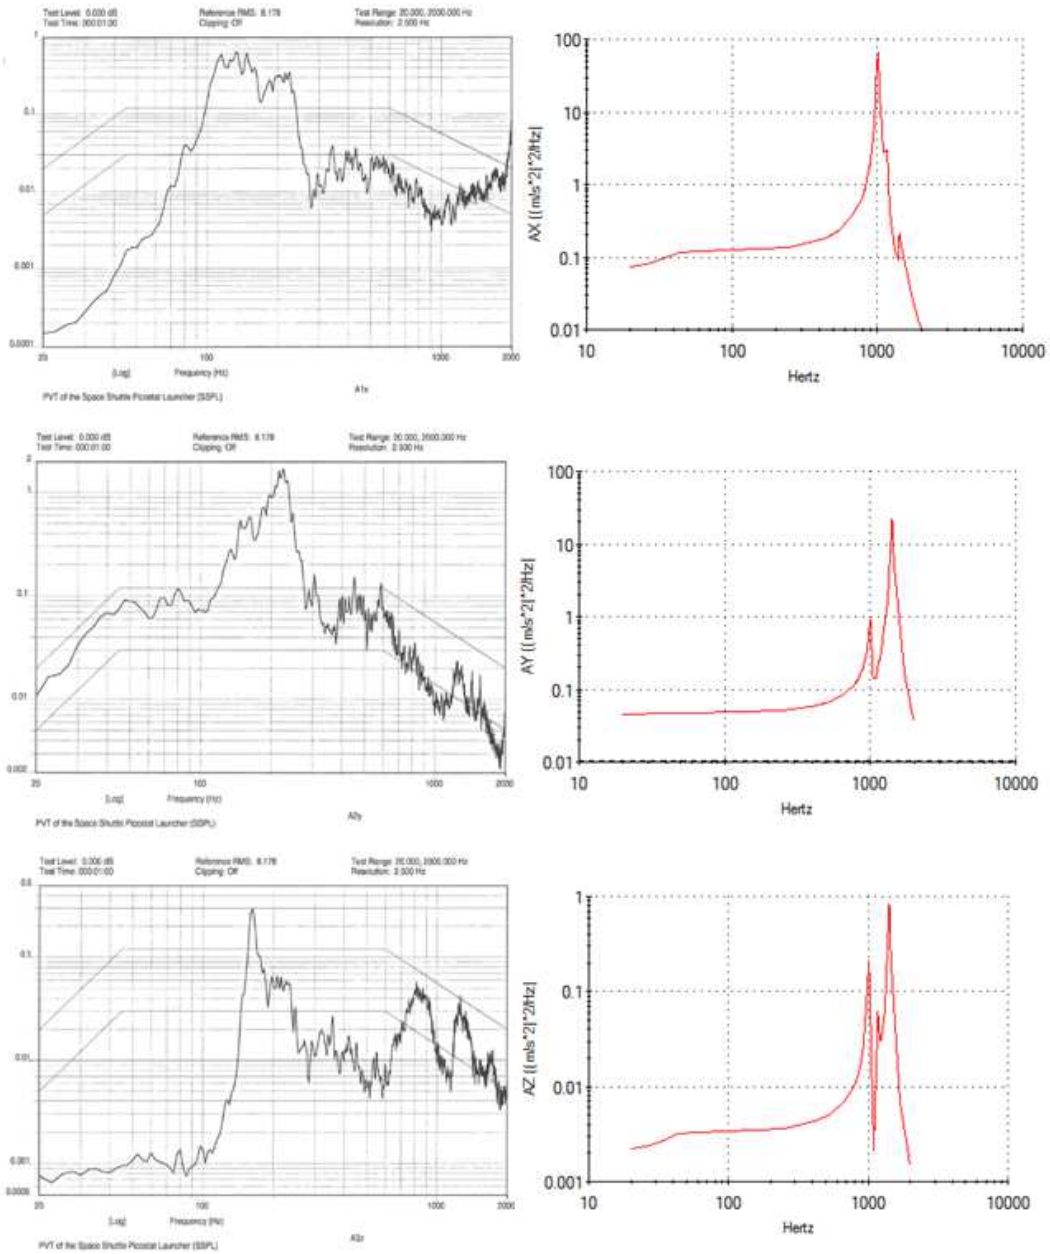 Test Level: 0.000 dB Reference RMS: 8.178 Test Range: 20.000, 2000.000 Hz
Test Time: 000:01:00 Clipping: Off Resolution: 2.500 Hz
1
0.1
0.01
0.001
0.0001
20 100 1000 2000
[Log] Frequency (Hz) A1x
PVT of the Space Shuttle Picosat Launcher (SSPL)
AX [(m/s^2]^2/Hz]
100
10
1
0.1
0.01
10 100 1000 10000
Hertz
Test Level: 0.000 dB Reference RMS: 8.178 Test Range: 20.000, 2000.000 Hz
Test Time: 000:01:00 Clipping: Off Resolution: 2.500 Hz
2
1
0.1
0.01
0.002
20 100 1000 2000
[Log] Frequency (Hz) A2y
PVT of the Space Shuttle Picosat Launcher (SSPL)
AY [(m/s^2]^2/Hz]
100
10
1
0.1
0.01
10 100 1000 10000
Hertz
Test Level: 0.000 dB Reference RMS: 8.178 Test Range: 20.000, 2000.000 Hz
Test Time: 000:01:00 Clipping: Off Resolution: 2.500 Hz
0.1
0.01
0.001
20 100 1000 2000
[Log] Frequency (Hz)
PVT of the Space Shuttle Picosat Launcher (SSPL)
AZ [(m/s^2]^2/Hz]
1
0.1
0.01
0.001
10 100 1000 10000
Hertz